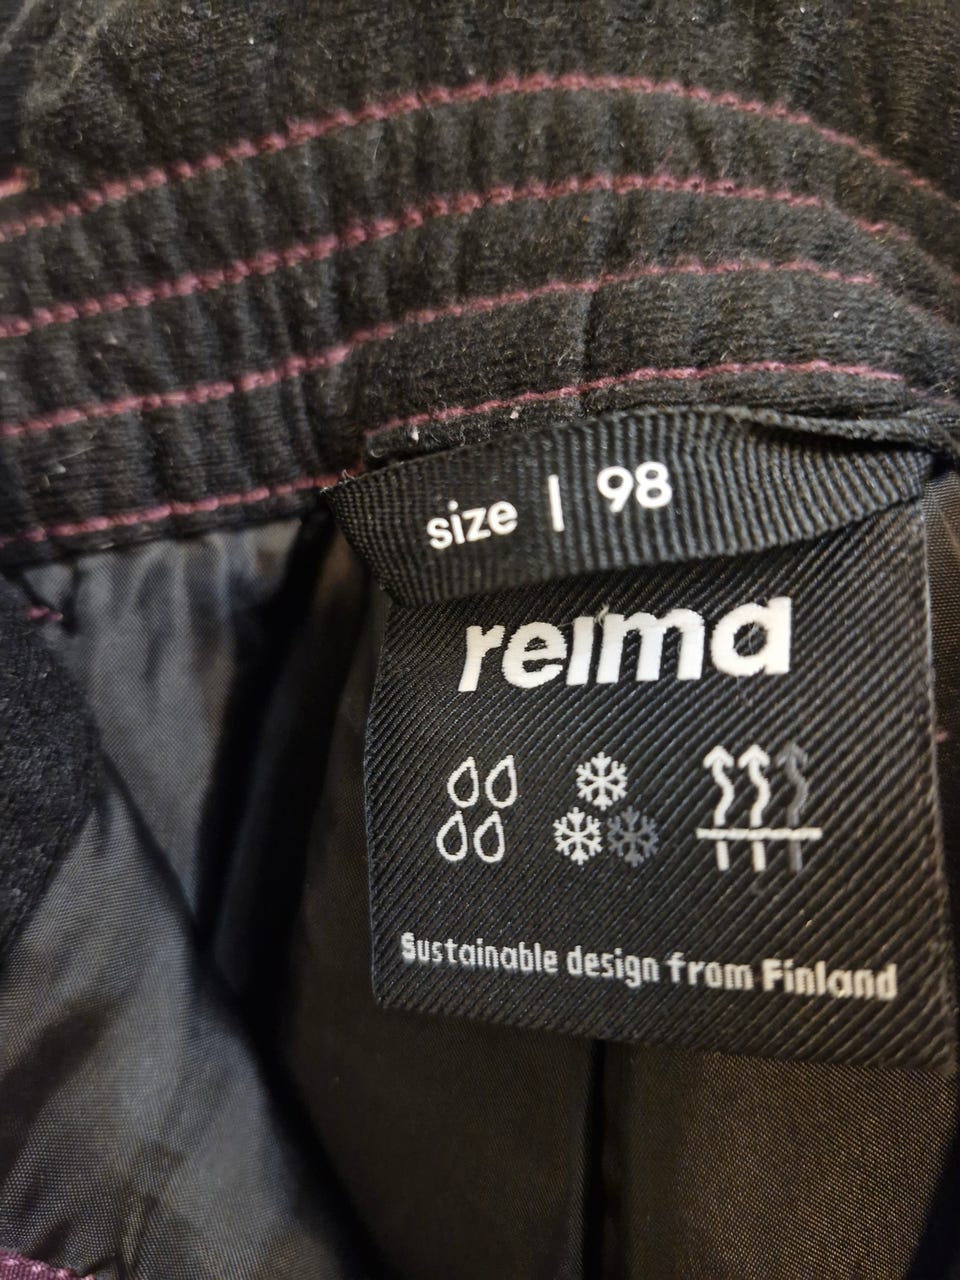 size | 98
reima
Sustainable design from Finland